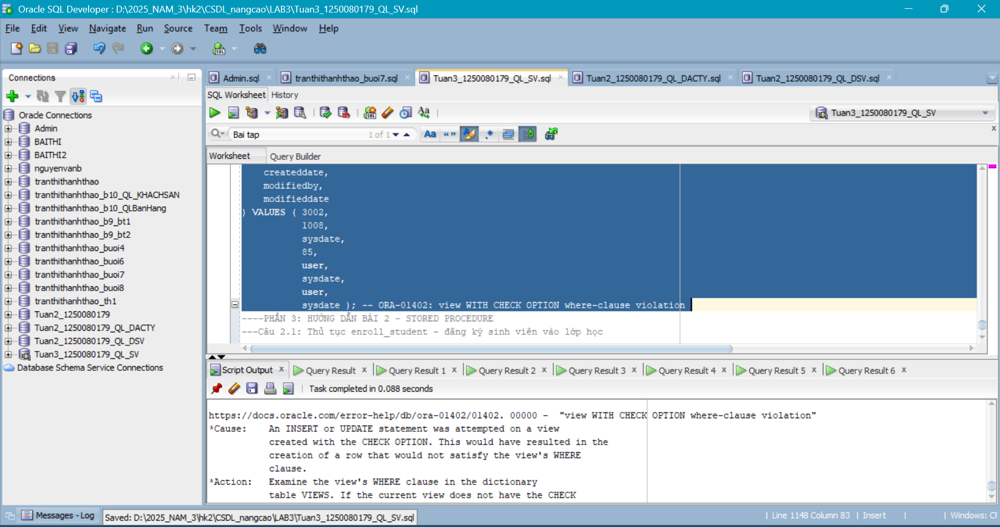 Oracle SQL Developer : D:\2025_NAM_3\hk2\CSDL_nangcao\LAB3\Tuan3_1250080179_QL_SV.sql
File Edit View Navigate Run Source Team Tools Window Help
Connections
Oracle Connections
Admin
BAITHI
BAITHI2
nguyenvanb
tranthithanhthao
tranthithanhthao_b10_QL_KHACHSAN
tranthithanhthao_b10_QLBanHang
tranthithanhthao_b9_bt1
tranthithanhthao_b9_bt2
tranthithanhthao_buoi4
tranthithanhthao_buoi6
tranthithanhthao_buoi7
tranthithanhthao_buoi8
tranthithanhthao_th1
Tuan2_1250080179
Tuan2_1250080179_QL_DACTY
Tuan2_1250080179_QL_DSV
Tuan3_1250080179_QL_SV
Database Schema Service Connections
Admin.sql tranthithanhthao_buoi7.sql Tuan3_1250080179_QL_SV.sql Tuan2_1250080179_QL_DACTY.sql Tuan2_1250080179_QL_DSV.sql
SQL Worksheet History
Tuan3_1250080179_QL_SV
Bai tap 1 of 1
Worksheet Query Builder
createddate,
modifiedby,
modifieddate
) VALUES ( 3002,
1008,
sysdate,
85,
user,
sysdate,
user,
sysdate ); -- ORA-01402: view WITH CHECK OPTION where-clause violation
----PHẦN 3: HƯỚNG DẪN BÀI 2 - STORED PROCEDURE
---Câu 2.1: Thủ tục enroll_student - đăng ký sinh viên vào lớp học
Script Output Query Result Query Result 1 Query Result 2 Query Result 3 Query Result 4 Query Result 5 Query Result 6
Task completed in 0.088 seconds
https://docs.oracle.com/error-help/db/ora-01402/01402. 00000 - "view WITH CHECK OPTION where-clause violation"
*Cause: An INSERT or UPDATE statement was attempted on a view
created with the CHECK OPTION. This would have resulted in the
creation of a row that would not satisfy the view's WHERE
clause.
*Action: Examine the view's WHERE clause in the dictionary
table VIEWS. If the current view does not have the CHECK
Messages - Log
Saved: D:\2025_NAM_3\hk2\CSDL_nangcao\LAB3\Tuan3_1250080179_QL_SV.sql
Line 1148 Column 83 Insert Windows: